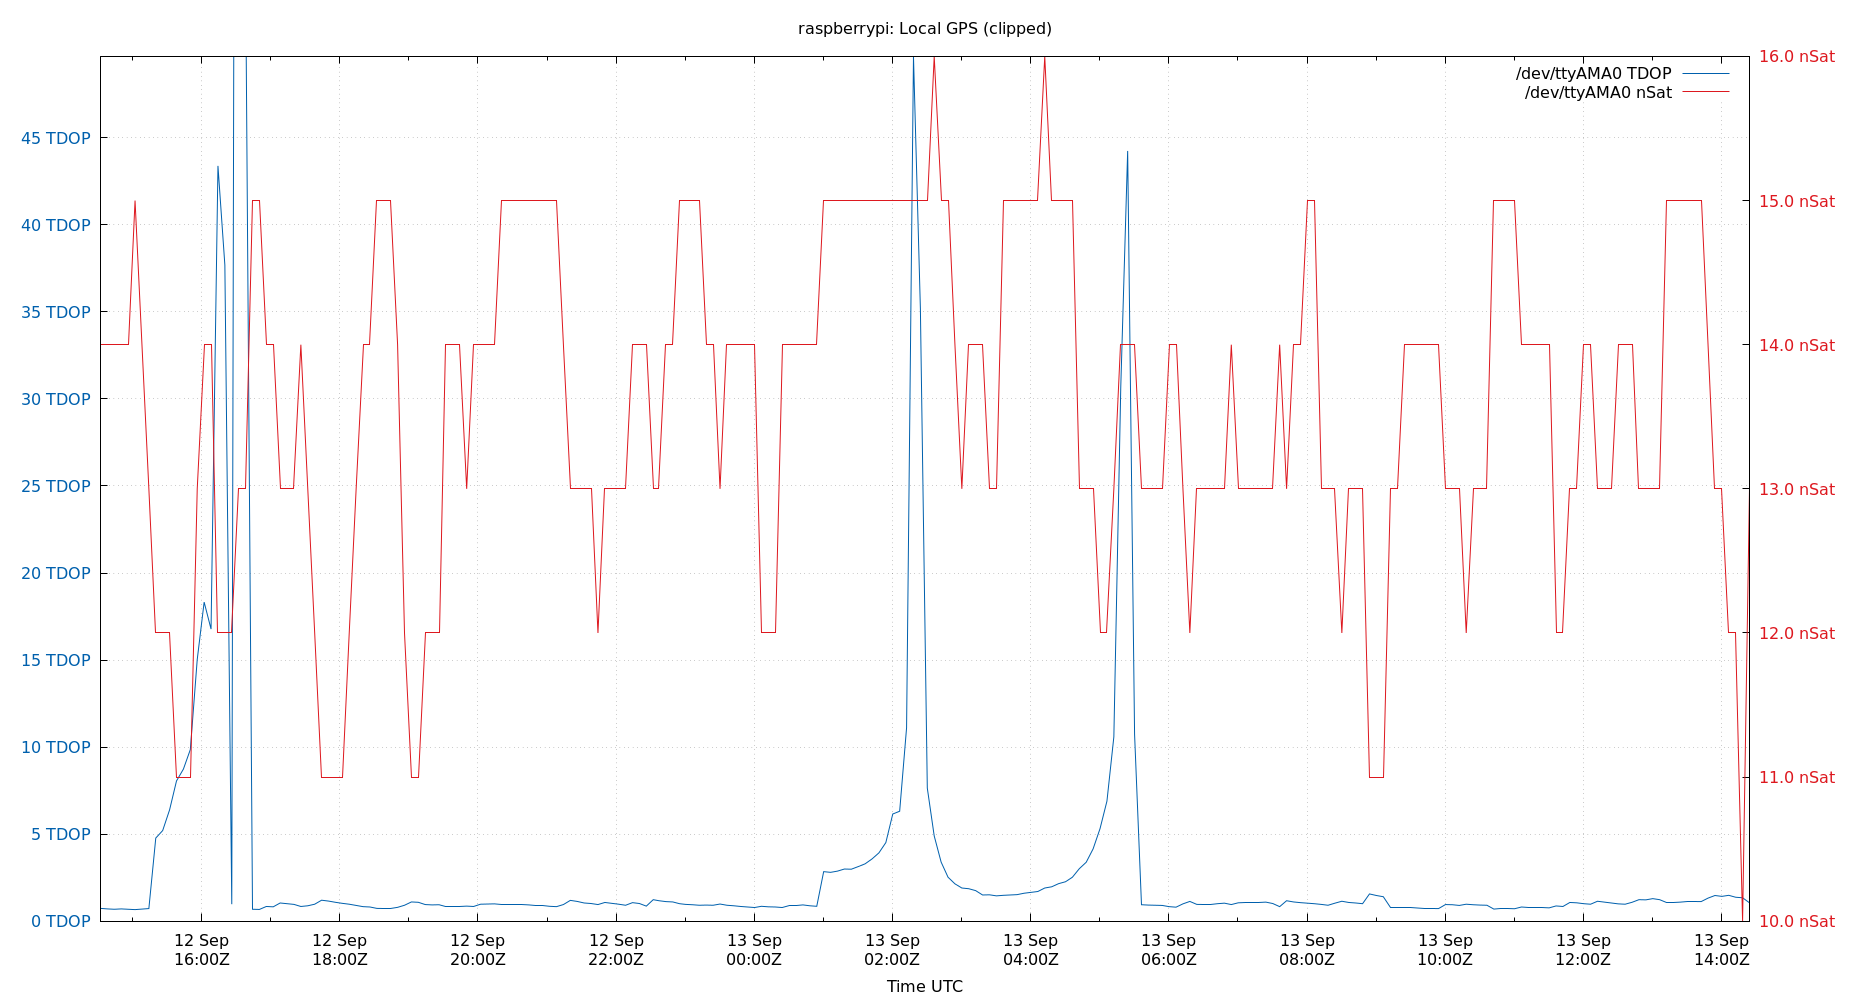 raspberrypi: Local GPS (clipped)
/dev/ttyAMA0 TDOP
/dev/ttyAMA0 nSat
45 TDOP
40 TDOP
35 TDOP
30 TDOP
25 TDOP
20 TDOP
15 TDOP
10 TDOP
5 TDOP
0 TDOP
16.0 nSat
15.0 nSat
14.0 nSat
13.0 nSat
12.0 nSat
11.0 nSat
10.0 nSat
12 Sep 12 Sep 12 Sep 12 Sep 13 Sep 13 Sep 13 Sep 13 Sep 13 Sep 13 Sep 13 Sep 13 Sep
16:00Z 18:00Z 20:00Z 22:00Z 00:00Z 02:00Z 04:00Z 06:00Z 08:00Z 10:00Z 12:00Z 14:00Z
Time UTC